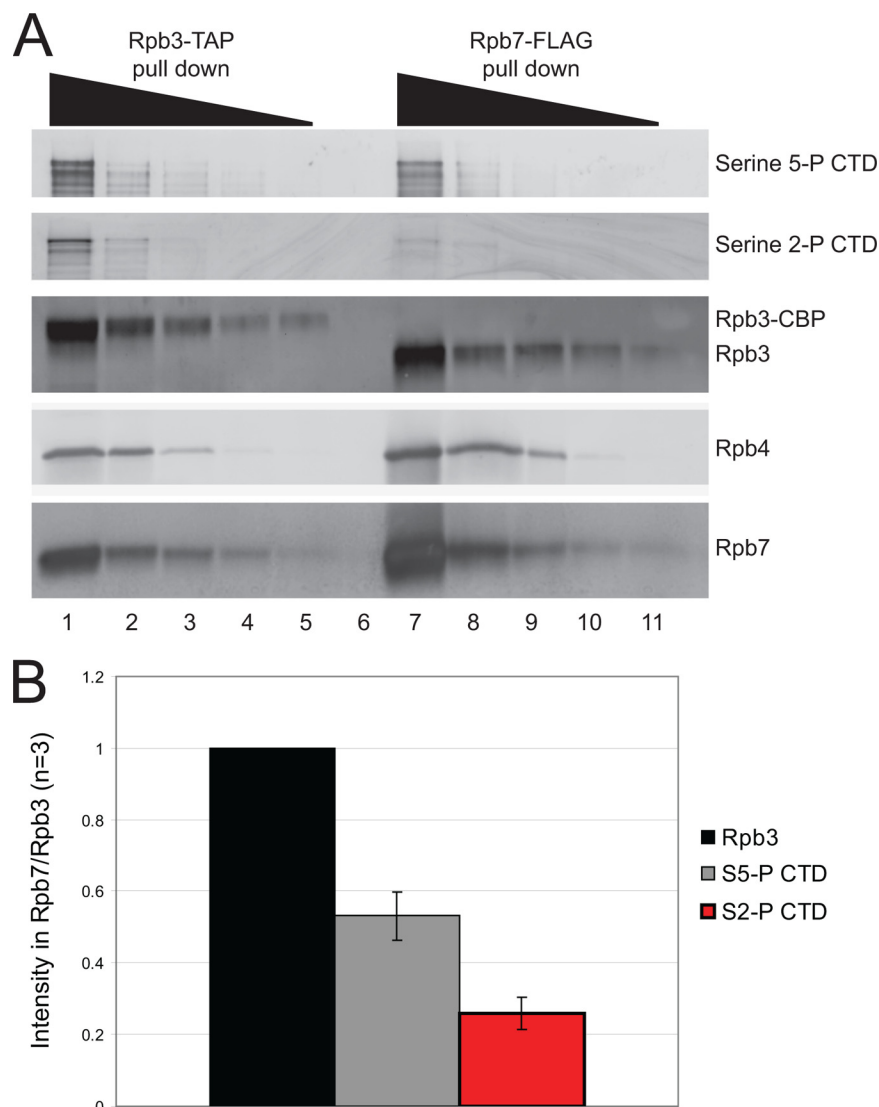 A
Rpb3-TAP
pull down
Rpb7-FLAG
pull down
Serine 5-P CTD
Serine 2-P CTD
Rpb3-CBP
Rpb3
Rpb4
Rpb7
1 2 3 4 5 6 7 8 9 10 11
B
Intensity in Rpb7/Rpb3 (n=3)
1.2
1
0.8
0.6
0.4
0.2
0
Rpb3
S5-P CTD
S2-P CTD